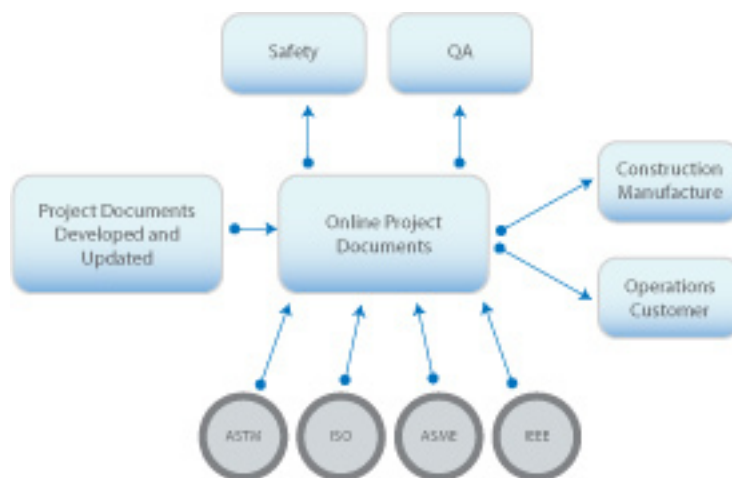 Safety
QA
Construction
Manufacture
Project Documents
Developed and
Updated
Online Project
Documents
Operations
Customer
ASTM
ISO
ASME
IEEE